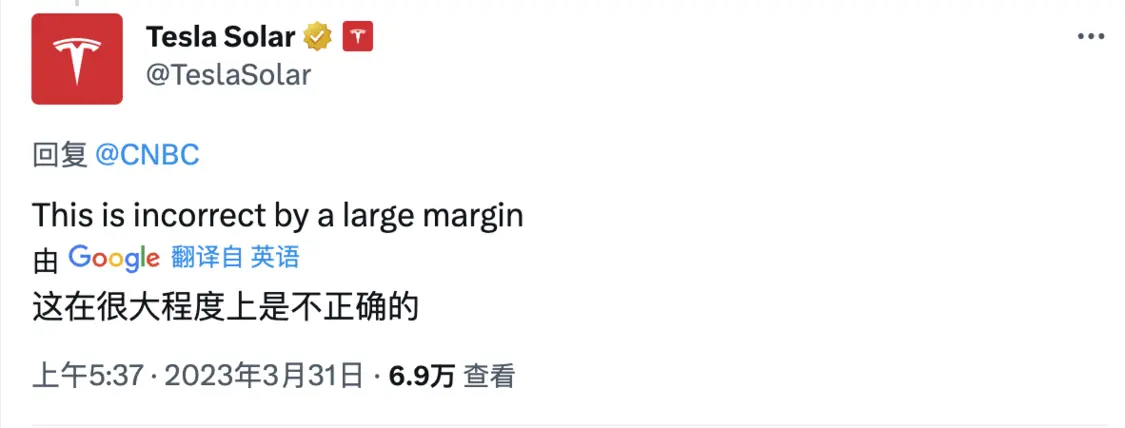 Tesla Solar
@TeslaSolar
回复 @CNBC
This is incorrect by a large margin
由 Google 翻译自 英语
这在很大程度上是不正确的
上午5:37 · 2023年3月31日 · 6.9万 查看